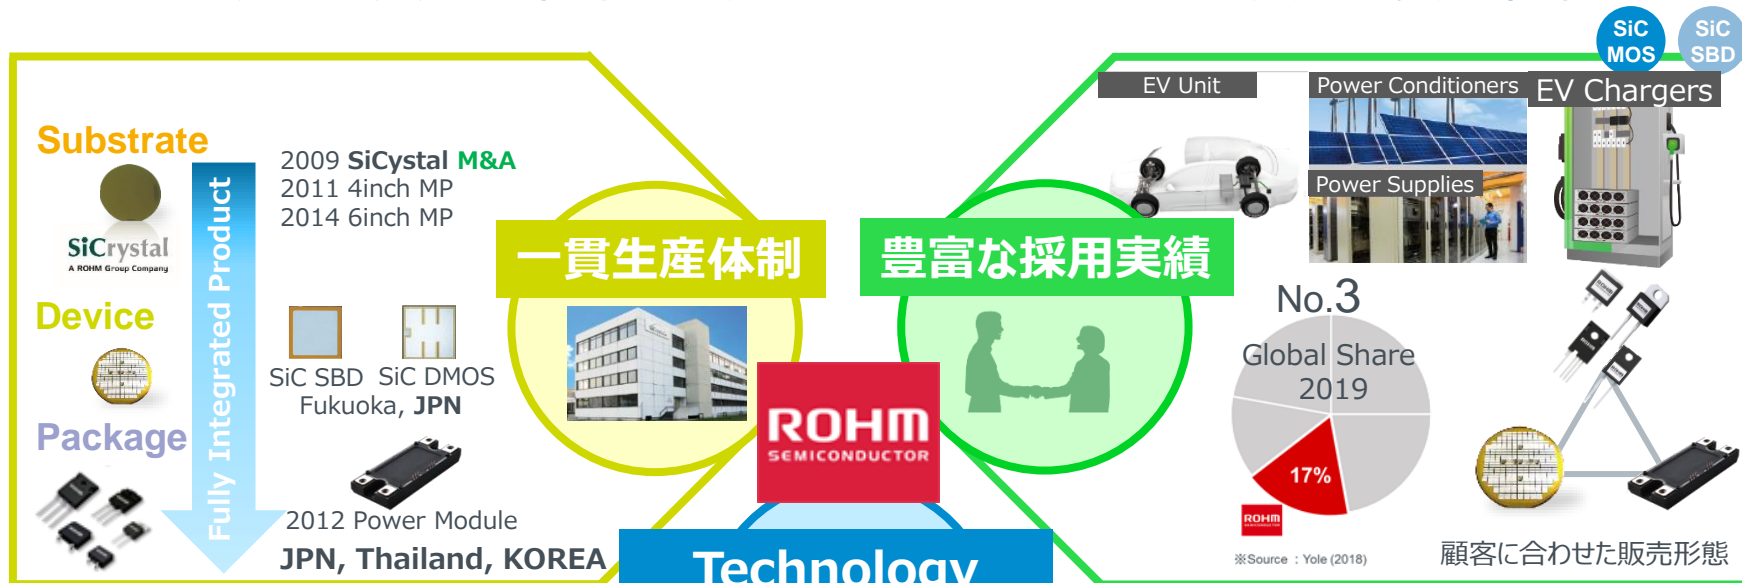 SiC
MOS
SiC
SBD
Substrate
SiCrystal
A ROHM Group Company
Device
Package
Fully Integrated Product
2009 SiCystal M&A
2011 4inch MP
2014 6inch MP
SiC SBD SiC DMOS
Fukuoka, JPN
2012 Power Module
JPN, Thailand, KOREA
一貫生産体制
豊富な採用実績
ROHM
SEMICONDUCTOR
Technology
EV Unit
Power Conditioners
Power Supplies
EV Chargers
No.3
Global Share
2019
17%
ROHM
SEMICONDUCTOR
※Source : Yole (2018)
顧客に合わせた販売形態